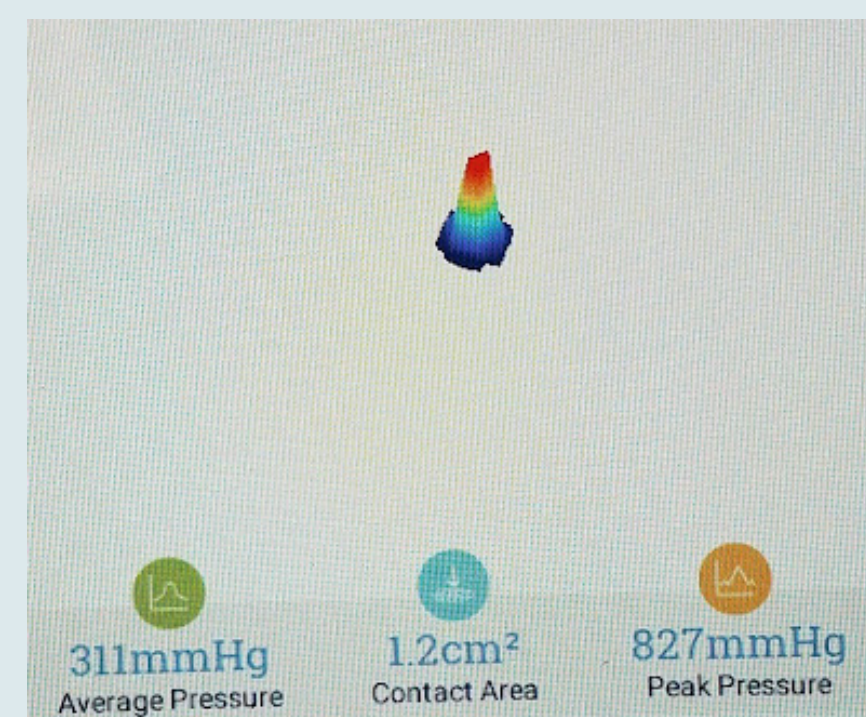 311mmHg
Average Pressure
1.2cm²
Contact Area
827mmHg
Peak Pressure